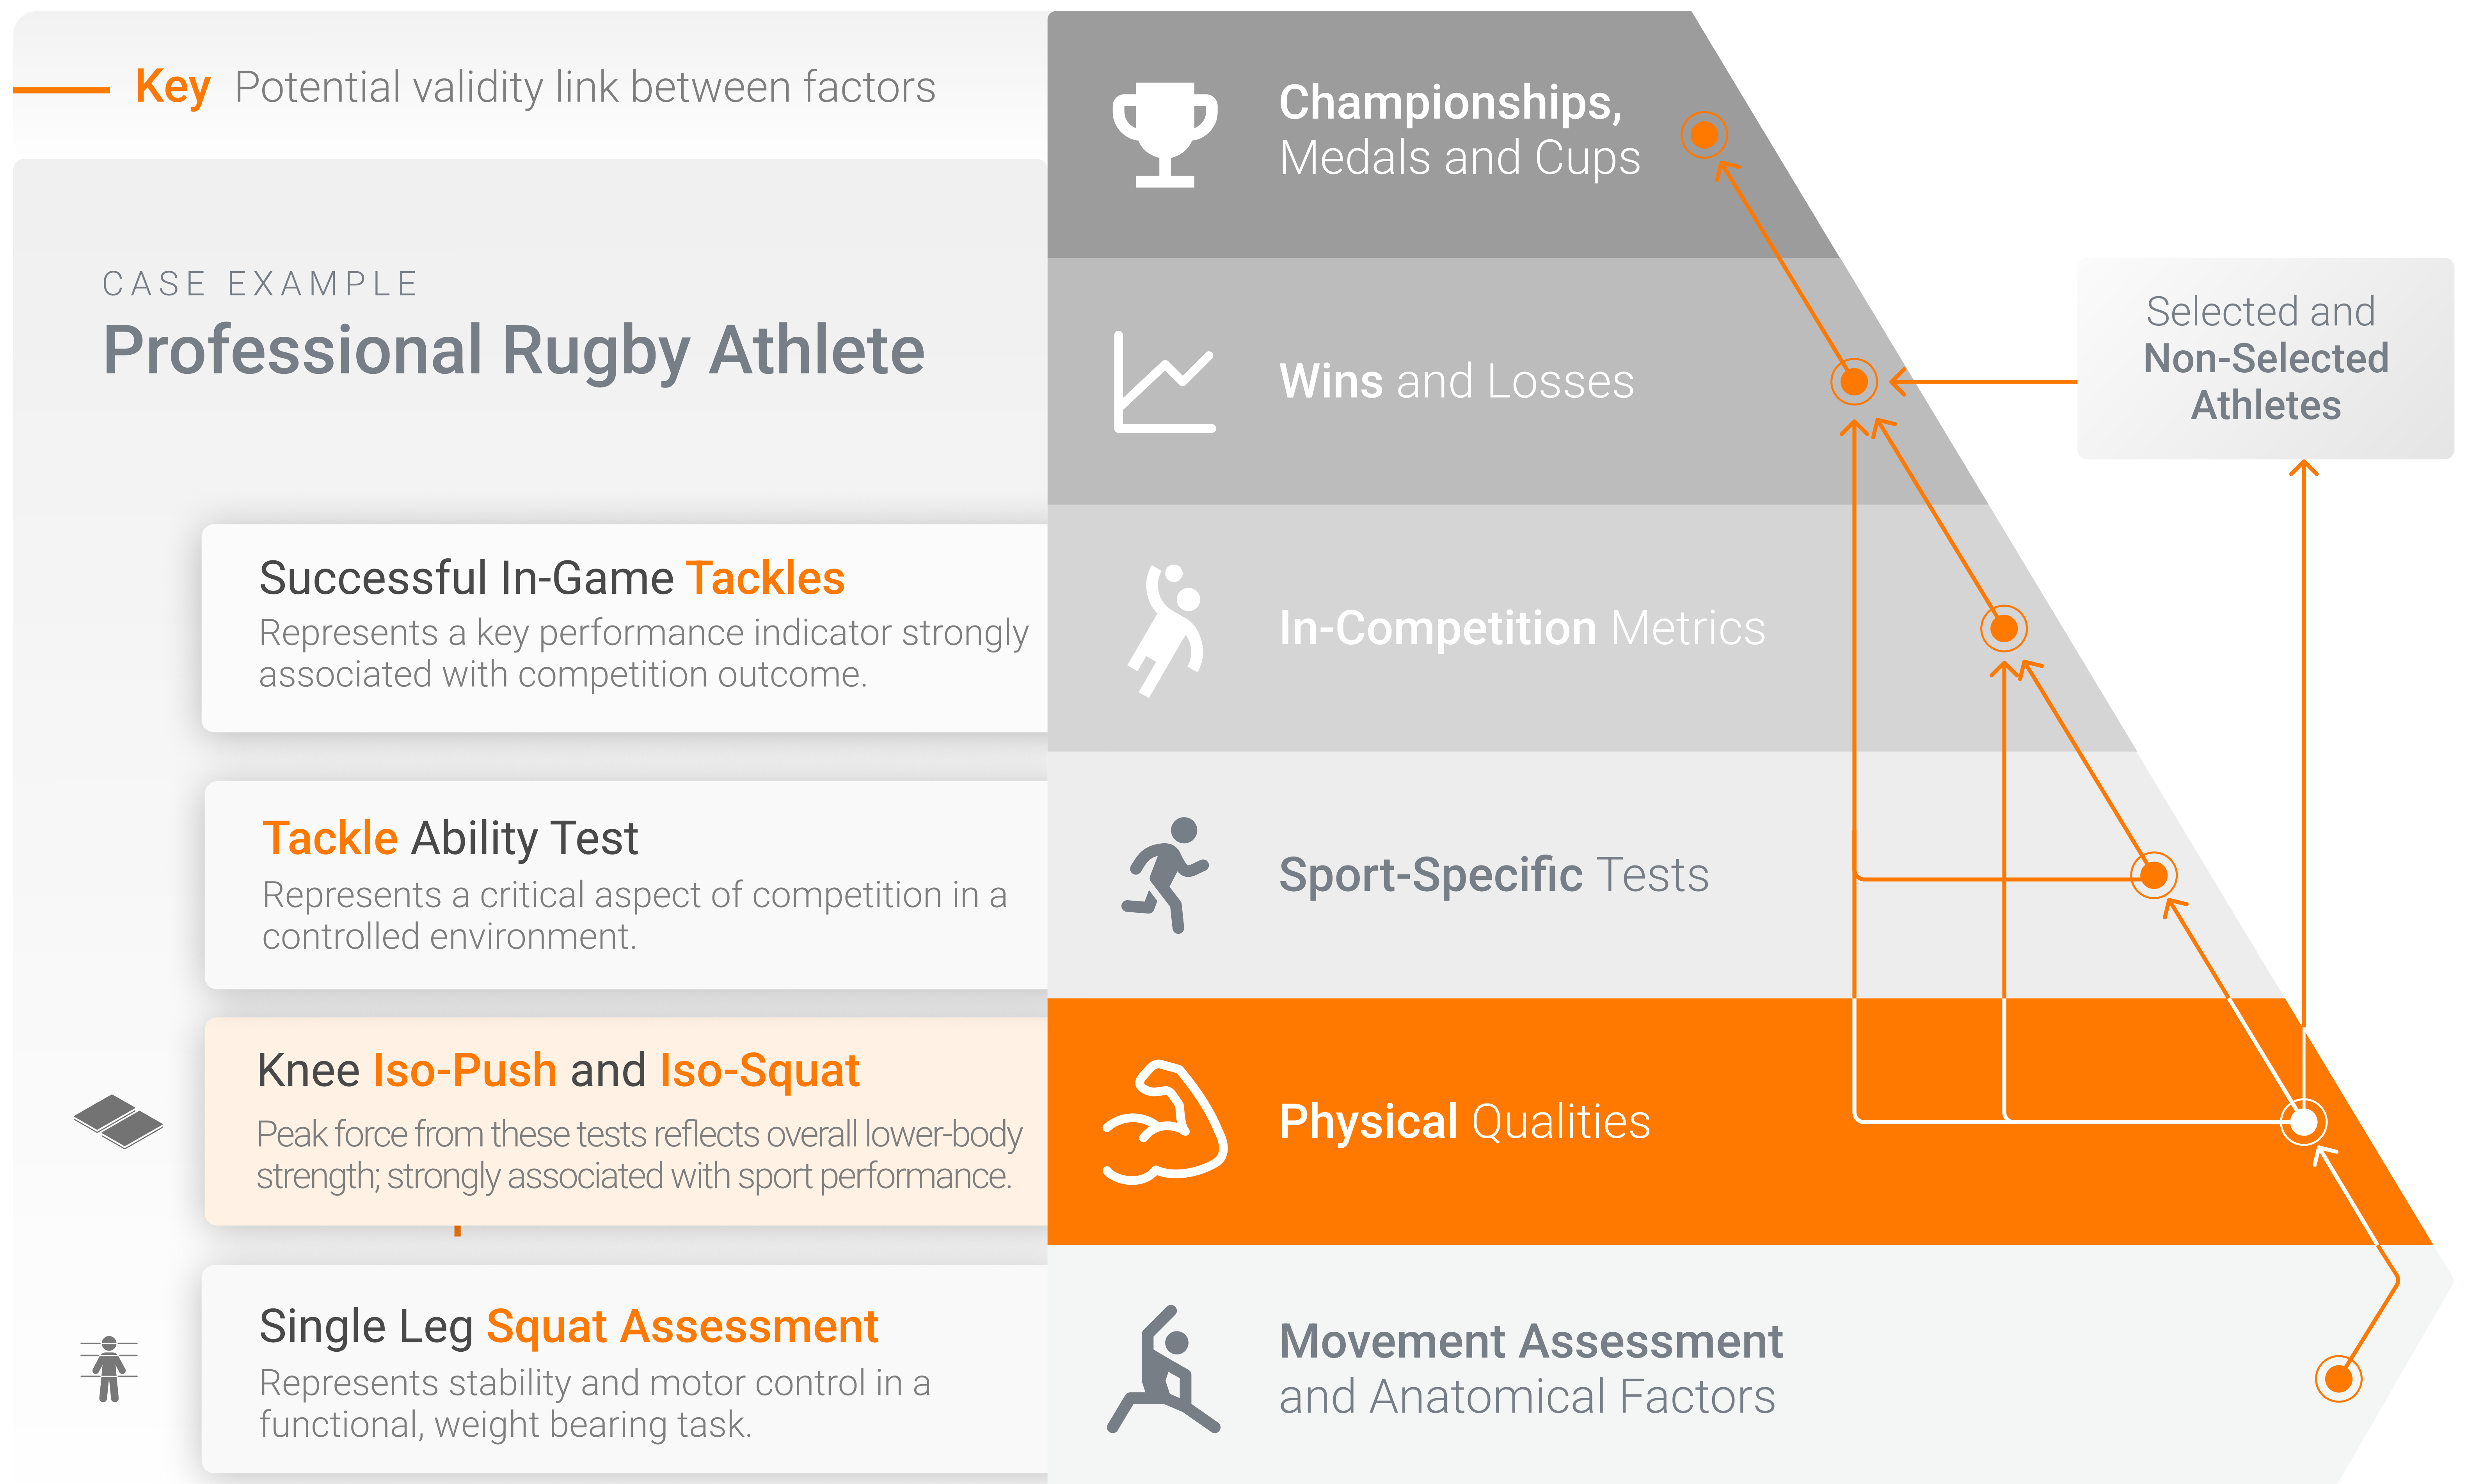 Key Potential validity link between factors
CASE EXAMPLE
Professional Rugby Athlete
Successful In-Game Tackles
Represents a key performance indicator strongly
associated with competition outcome.
Tackle Ability Test
Represents a critical aspect of competition in a
controlled environment.
Knee Iso-Push and Iso-Squat
Peak force from these tests reflects overall lower-body
strength; strongly associated with sport performance.
Single Leg Squat Assessment
Represents stability and motor control in a
functional, weight bearing task.
Championships,
Medals and Cups
Wins and Losses
In-Competition Metrics
Sport-Specific Tests
Physical Qualities
Movement Assessment
and Anatomical Factors
Selected and
Non-Selected
Athletes